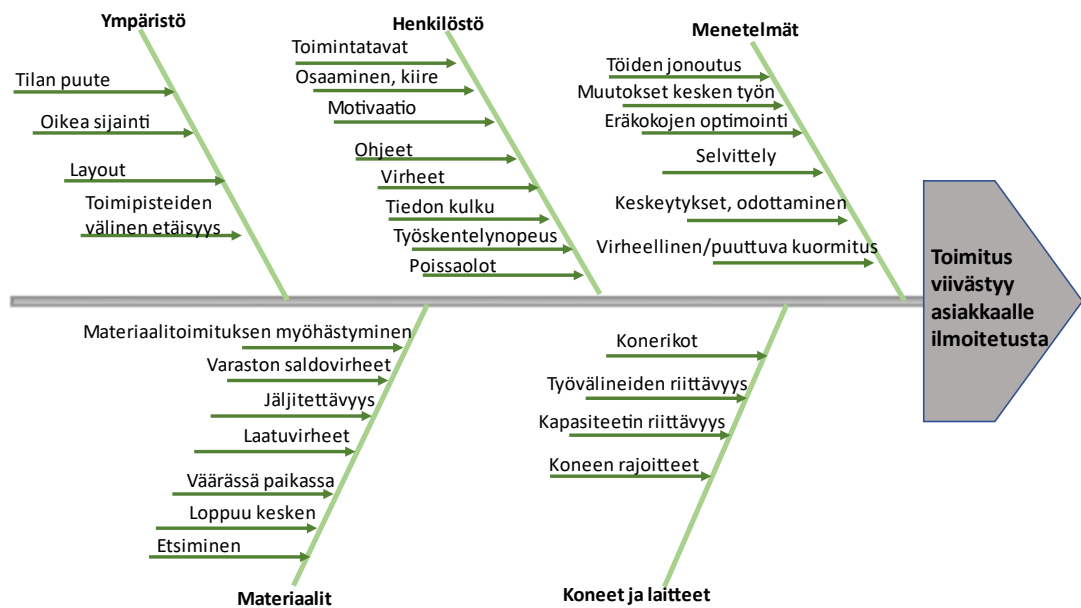 Ympäristö
Tilan puute
Oikea sijainti
Layout
Toimipisteiden
välinen etäisyys
Henkilöstö
Toimintatavat
Osaaminen, kiire
Motivaatio
Ohjeet
Virheet
Tiedon kulku
Työskentelynopeus
Poissaolot
Menetelmät
Töiden jonoutus
Muutokset kesken työn
Eräkokojen optimointi
Selvittely
Keskeytykset, odottaminen
Virheellinen/puuttuva kuormitus
Toimitus
viivästyy
asiakkaalle
ilmoitetusta
Materiaalitoimituksen myöhästyminen
Varaston saldovirheet
Jäljitettävyys
Laatuvirheet
Väärässä paikassa
Loppuu kesken
Etsiminen
Materiaalit
Konerikot
Työvälineiden riittävyys
Kapasiteetin riittävyys
Koneen rajoitteet
Koneet ja laitteet